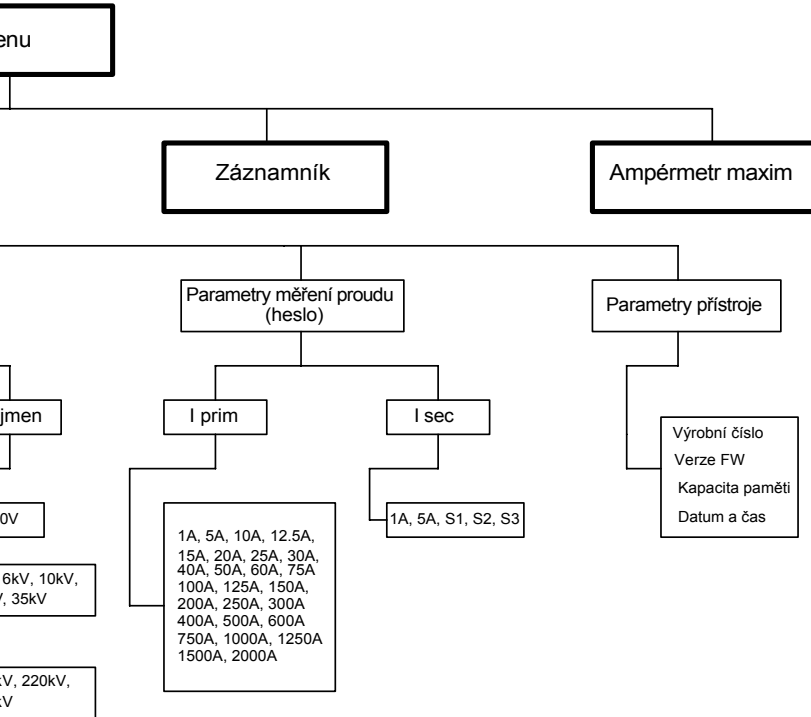 enu
Záznamník
Ampérmetr maxim
Parametry měření proudu
(heslo)
Parametry přístroje
jmen
I prim
I sec
0V
1A, 5A, S1, S2, S3
Výrobní číslo
Verze FW
Kapacita paměti
Datum a čas
1A, 5A, 10A, 12.5A,
15A, 20A, 25A, 30A,
40A, 50A, 60A, 75A
100A, 125A, 150A,
200A, 250A, 300A
400A, 500A, 600A
750A, 1000A, 1250A
1500A, 2000A
6kV, 10kV,
, 35kV
kV, 220kV,
kV